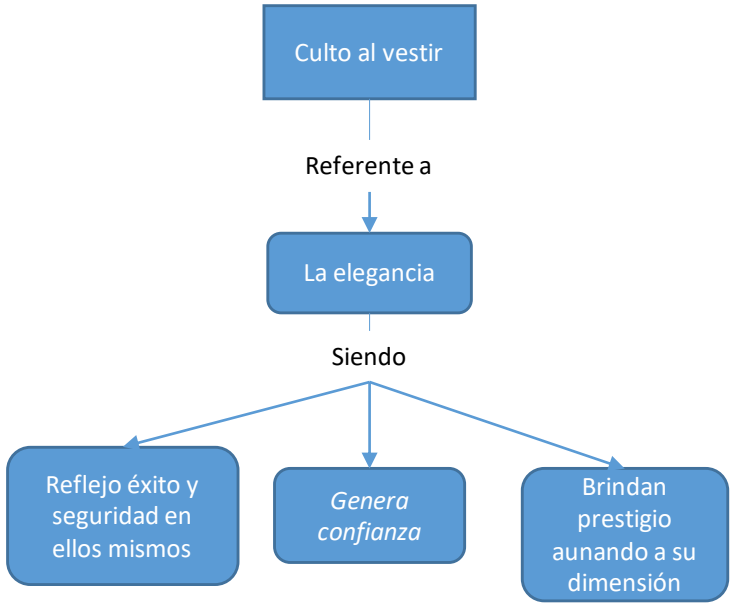 Culto al vestir
Referente a
La elegancia
Siendo
Reflejo éxito y
seguridad en
ellos mismos
Genera
confianza
Brindan
prestigio
aunando a su
dimensión